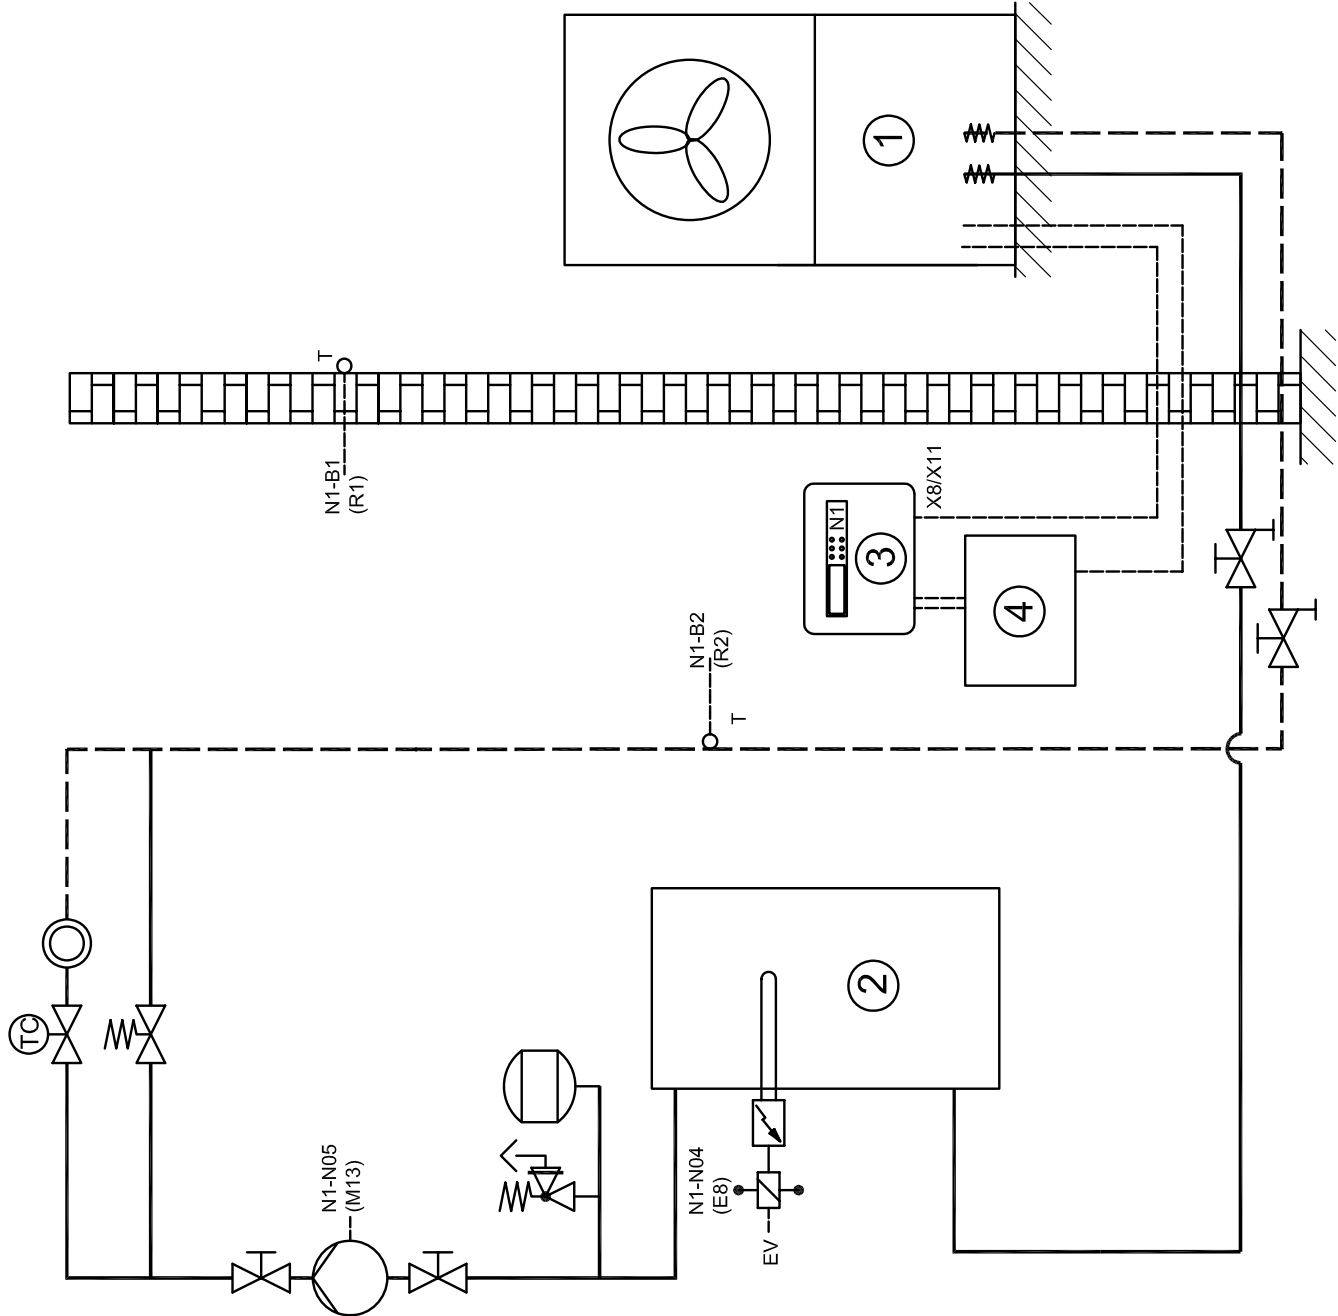 TC
N1-N05
(M13)
T
N1-B1
(R1)
N1-B2
(R2)
T
N1-N04
(E8)
EV
2
N1
3
4
X8/X11
1